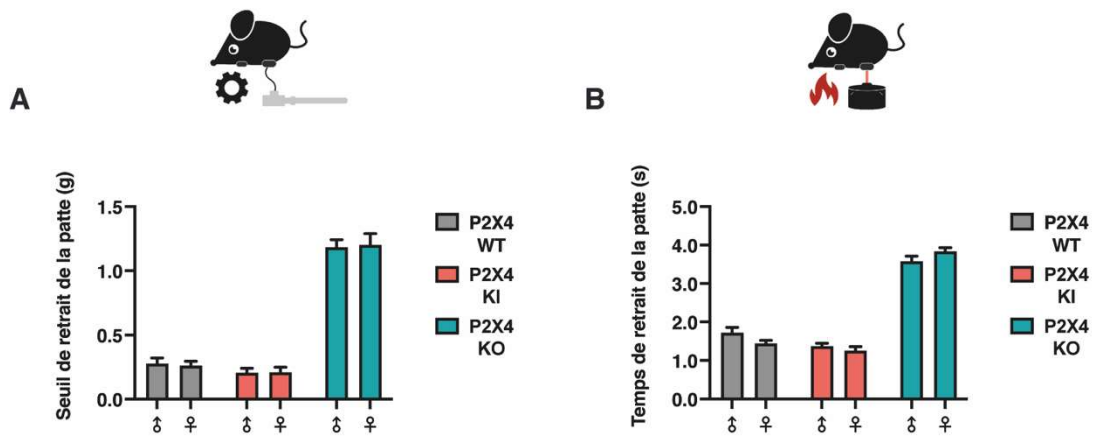 A
B
Seuil de retrait de la patte (g)
1.5
1.0
0.5
0.0
♂ ♀ ♂ ♀ ♂ ♀
P2X4
WT
P2X4
KI
P2X4
KO
Temps de retrait de la patte (s)
5.0
4.0
3.0
2.0
1.0
0.0
♂ ♀ ♂ ♀ ♂ ♀
P2X4
WT
P2X4
KI
P2X4
KO